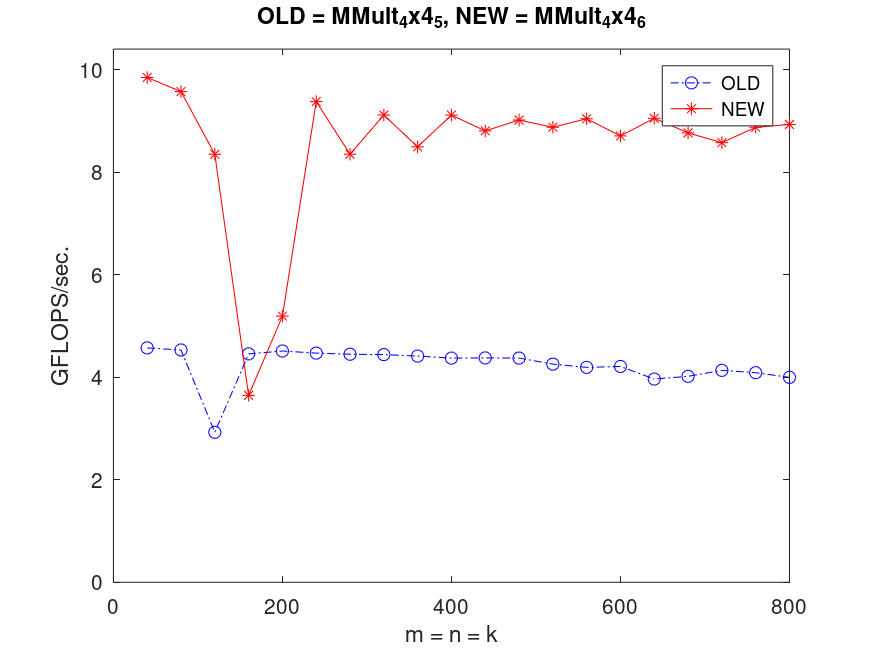 OLD = MMult₄x4₅, NEW = MMult₄x4₆
10
8
6
4
2
0
GFLOPS/sec.
OLD
NEW
0 200 400 600 800
m = n = k